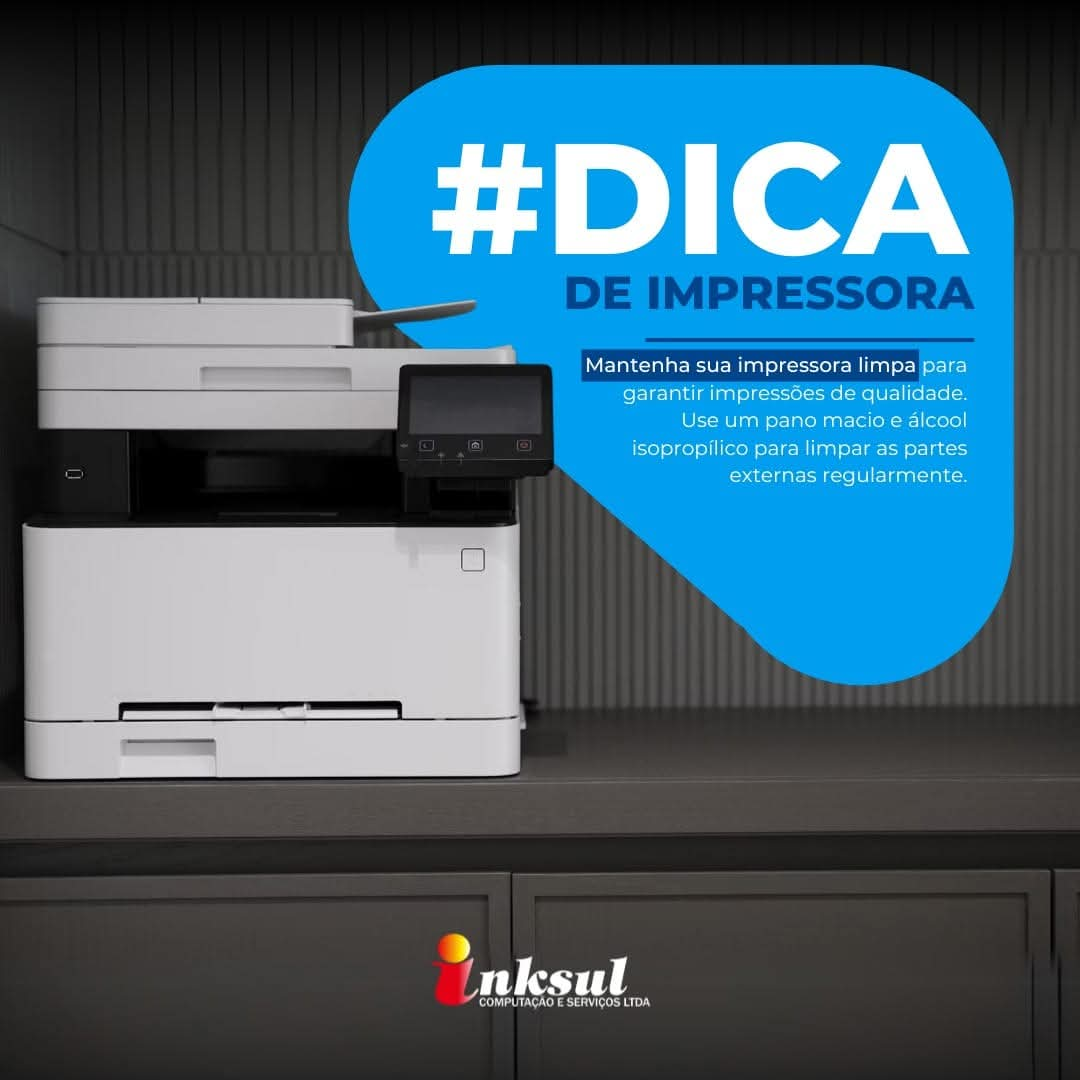 #DICA
DE IMPRESSORA
Mantenha sua impressora limpa para
garantir impressões de qualidade.
Use um pano macio e álcool
isopropílico para limpar as partes
externas regularmente.
inksul
COMPUTAÇÃO E SERVIÇOS LTDA